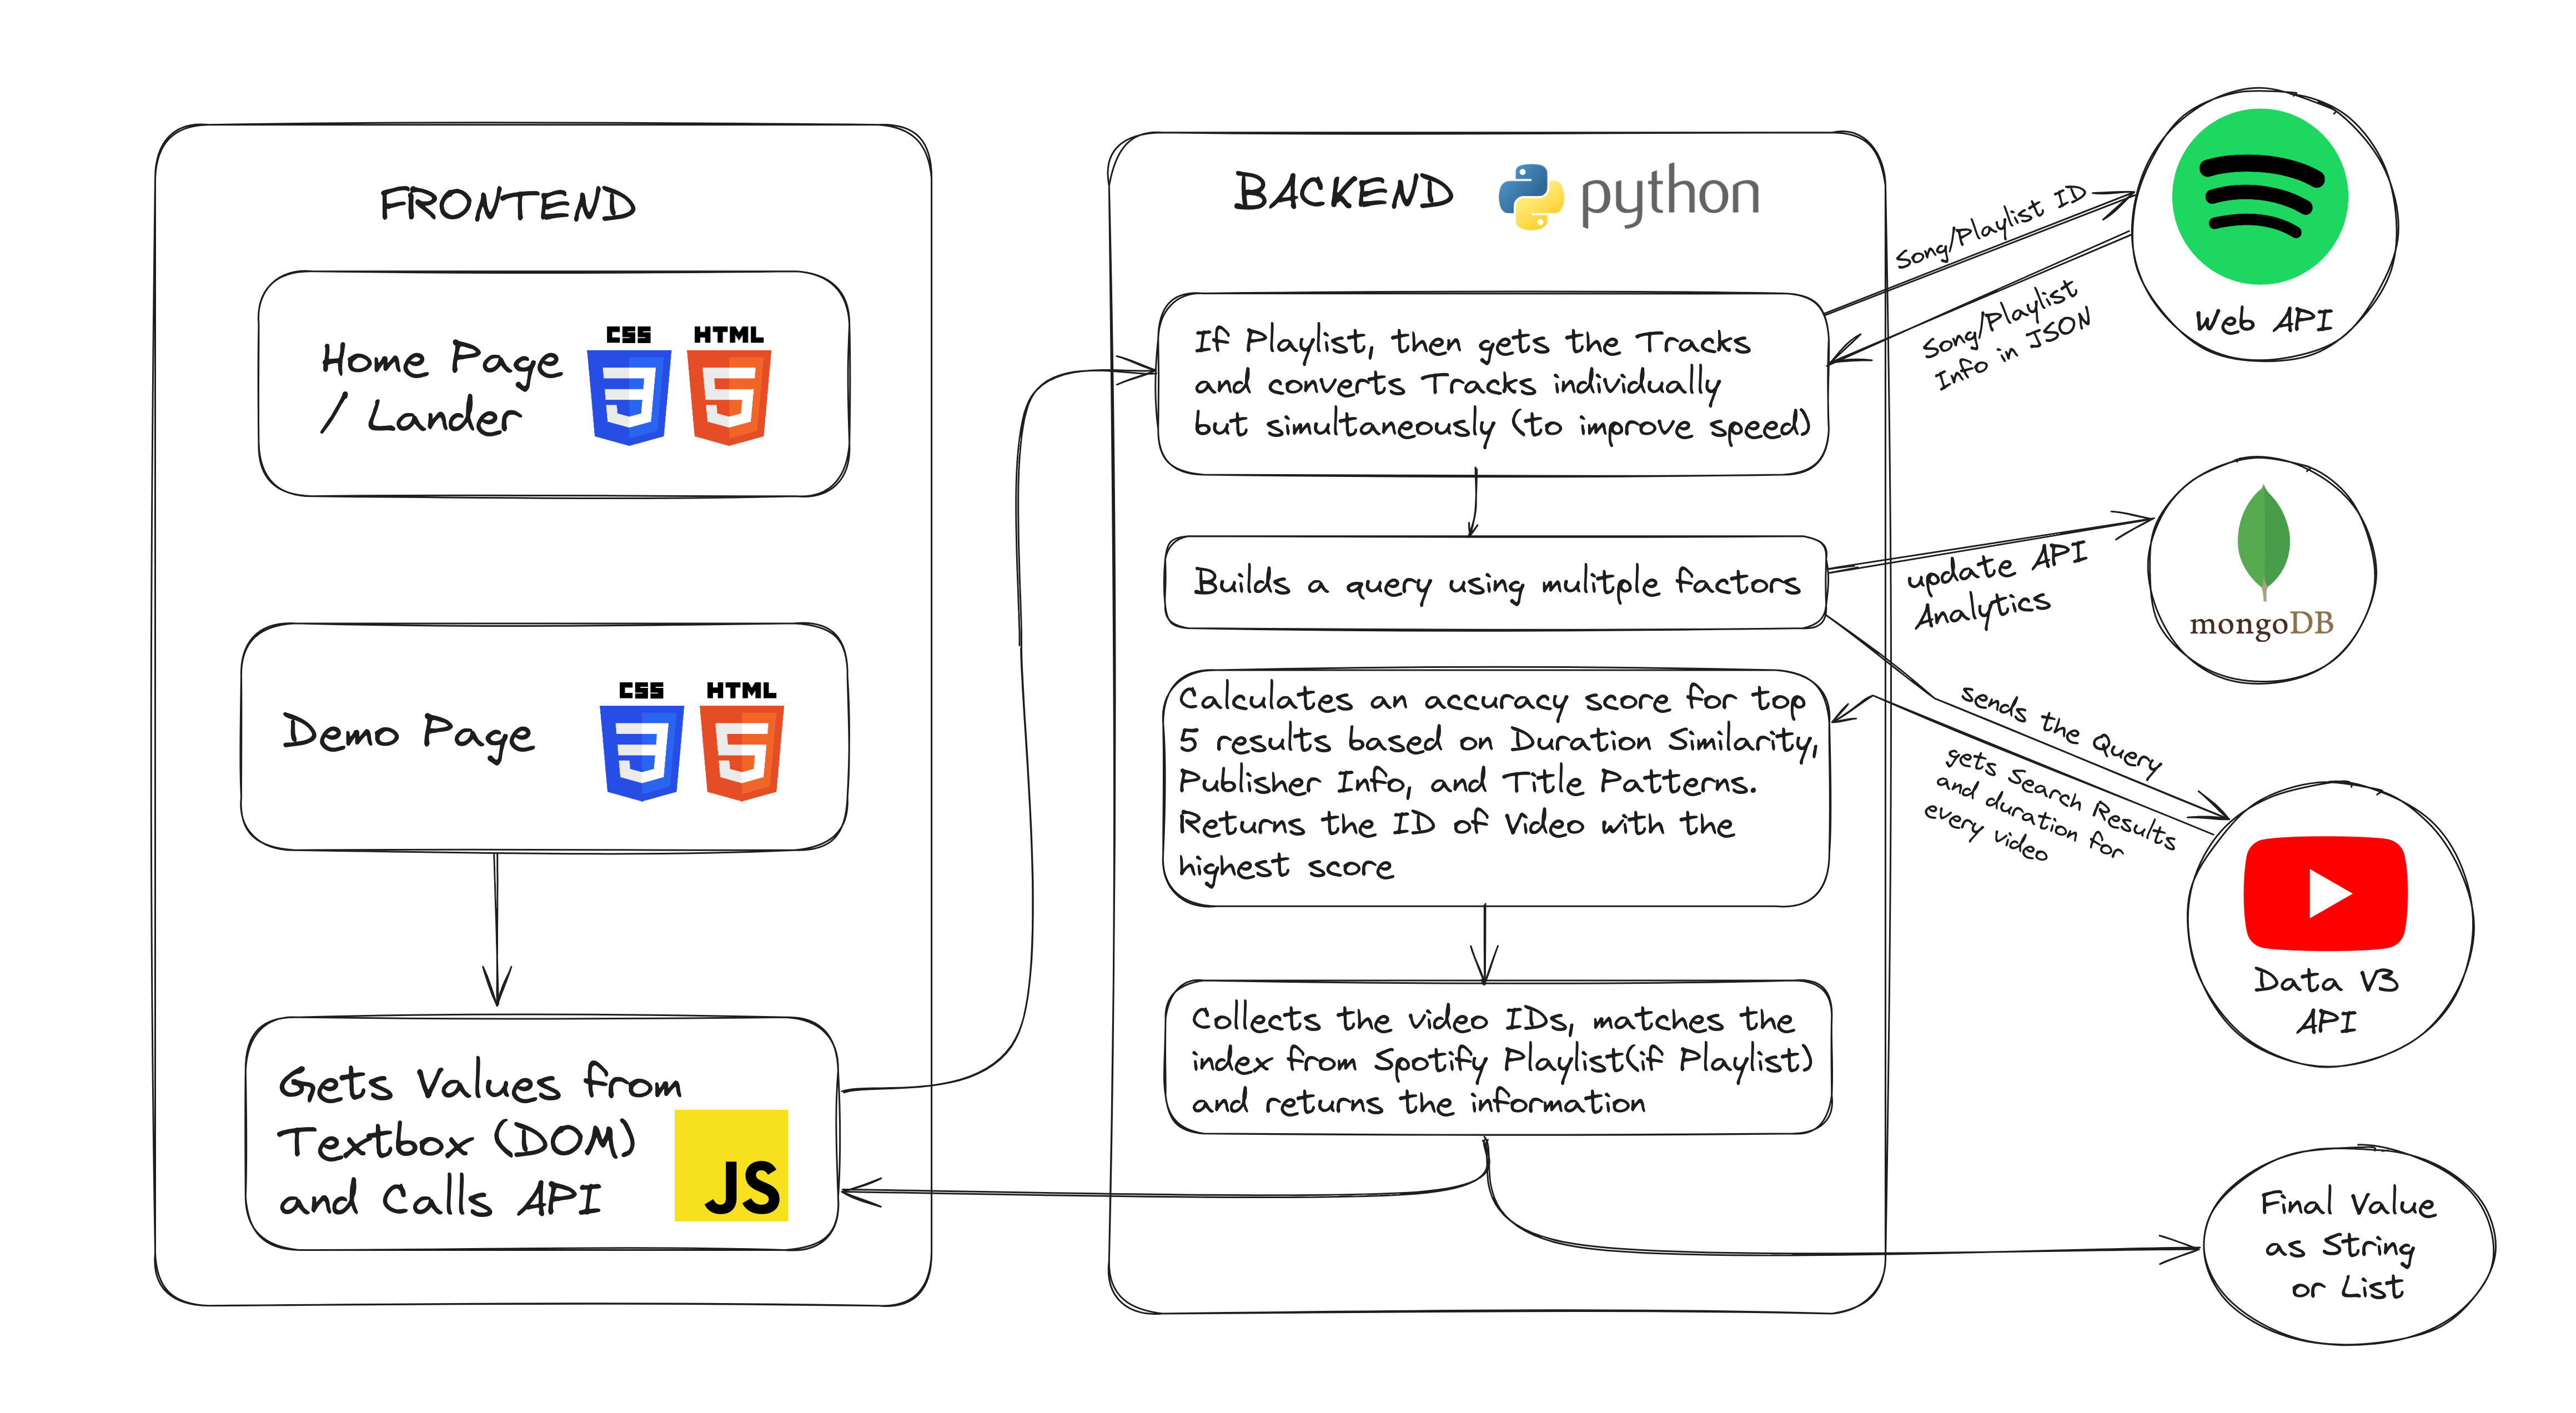 FRONTEND
Home Page
/ Lander
CSS
HTML
Demo Page
CSS
HTML
Gets Values from
Textbox (DOM)
and Calls API
JS
BACKEND
python
If Playlist, then gets the Tracks
and converts Tracks individually
but simultaneously (to improve speed)
Builds a query using mulitple factors
Calculates an accuracy score for top
5 results based on Duration Similarity,
Publisher Info, and Title Patterns.
Returns the ID of Video with the
highest score
Collects the video IDs, matches the
index from Spotify Playlist(if Playlist)
and returns the information
Song/Playlist ID
Song/Playlist
Info in JSON
Web API
update API
Analytics
mongoDB
sends the Query
gets Search Results
and duration for
every video
Data V3
API
Final Value
as String
or List